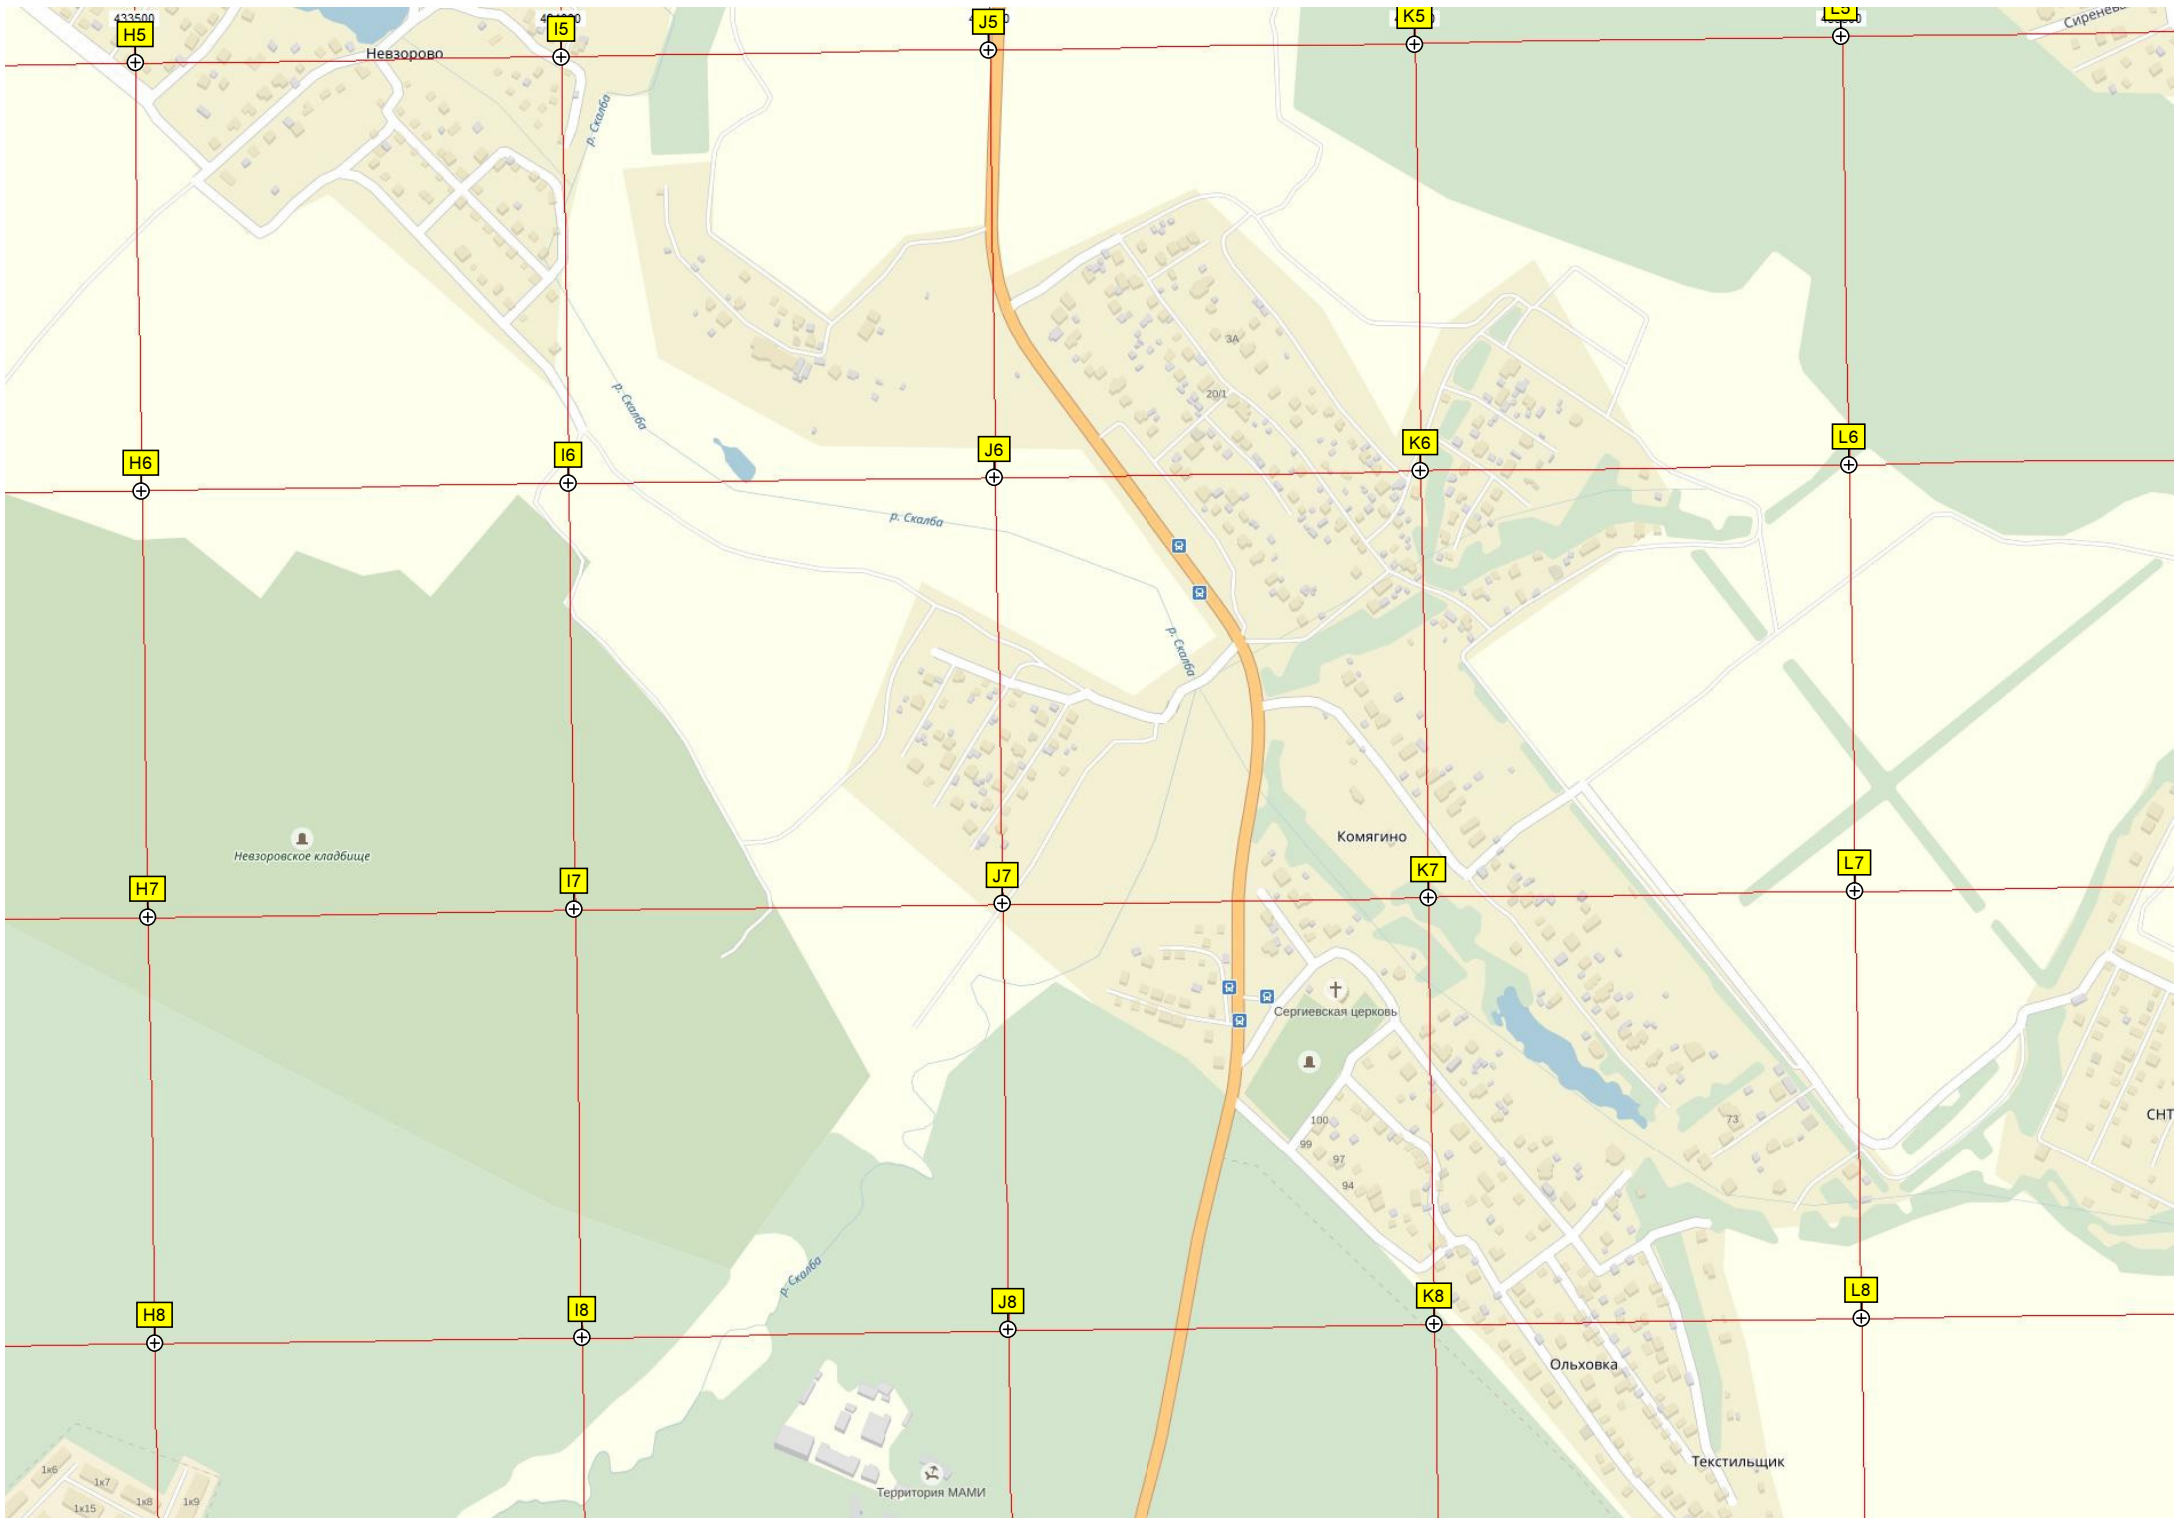 433500
H5
I5
J5
K5
L5
Невзорово
р. Скалба
3А
20/1
р. Скалба
H6
I6
J6
K6
L6
р. Скалба
р. Скалба
Комягино
Невзоровское кладбище
H7
I7
J7
K7
L7
Сергиевская церковь
100
99
97
94
73
СНТ
р. Скалба
H8
I8
J8
K8
L8
Ольховка
Текстильщик
Территория МАМИ
1к6
1к7
1к8
1к9
1к15